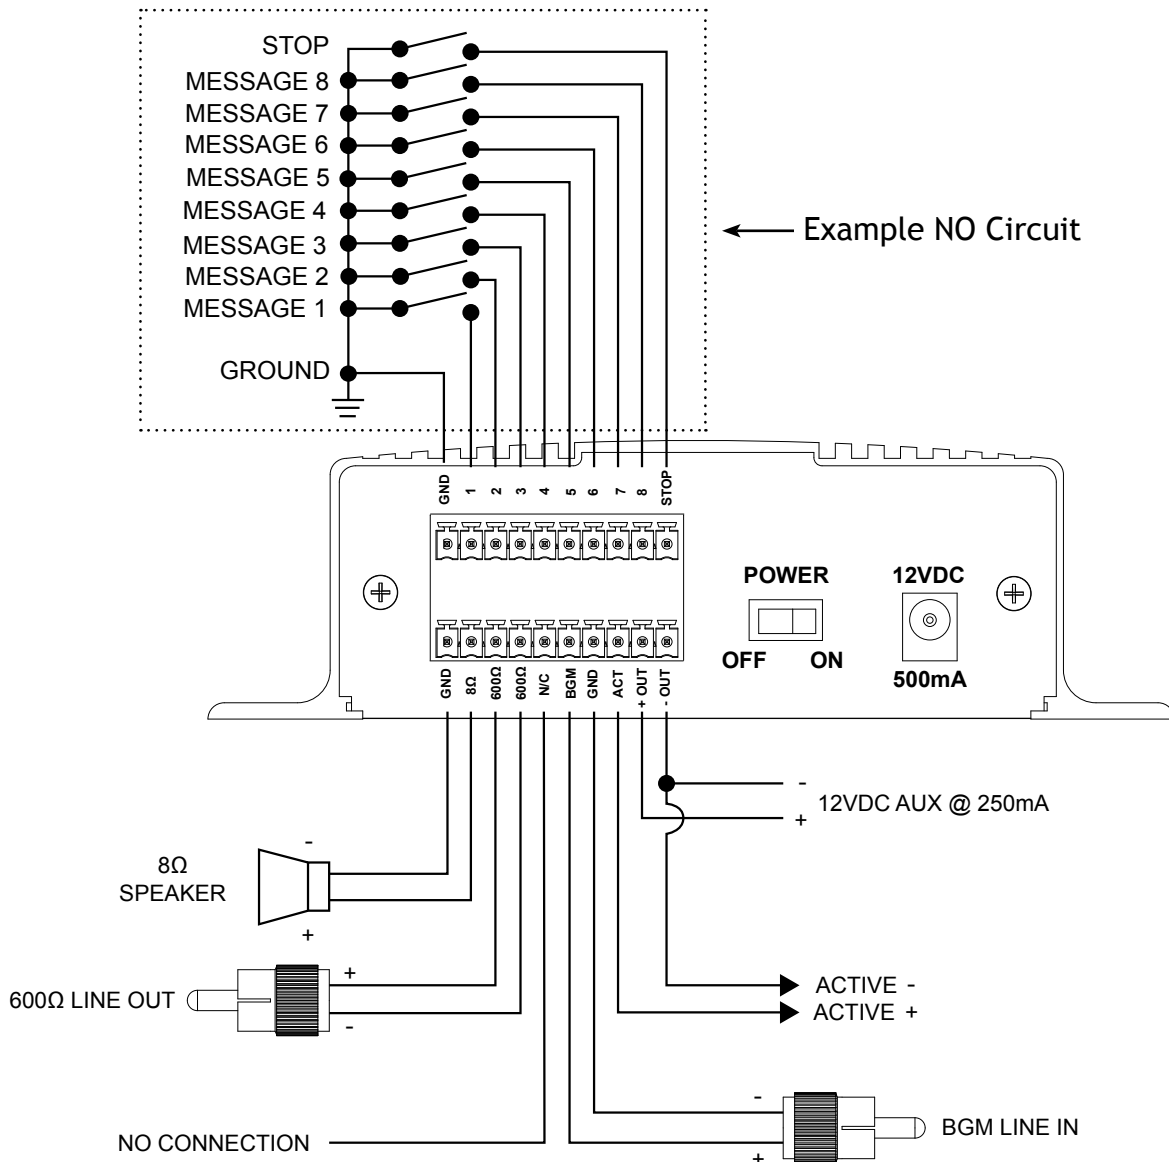 STOP
MESSAGE 8
MESSAGE 7
MESSAGE 6
MESSAGE 5
MESSAGE 4
MESSAGE 3
MESSAGE 2
MESSAGE 1
GROUND
Example NO Circuit
GND 1 2 3 4 5 6 7 8 STOP
POWER
OFF ON
12VDC
500mA
GND 8Ω 600Ω 600Ω N/C BGM GND ACT + OUT - OUT
-
12VDC AUX @ 250mA
+
-
8Ω
SPEAKER
+
+
600Ω LINE OUT
-
ACTIVE -
ACTIVE +
-
BGM LINE IN
+
NO CONNECTION